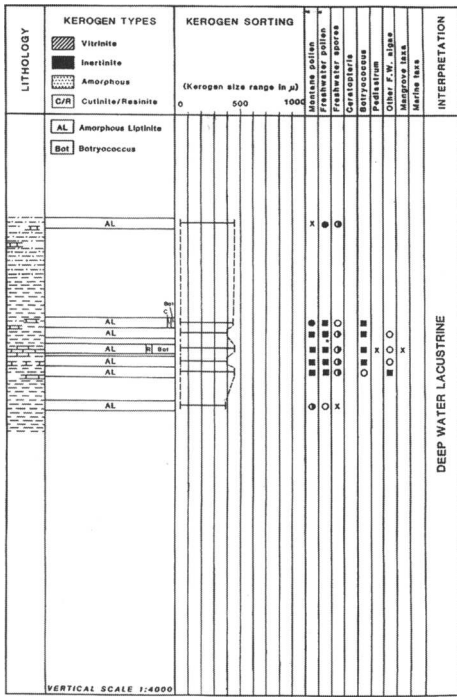 LITHOLOGY
KEROGEN TYPES
Vitrinite
Inertinite
Amorphous
C/R Cutinite/Resinite
AL Amorphous Liptinite
Bot Botryococcus
KEROGEN SORTING
(Kerogen size range in μ)
0 500 1000
Montane pollen
Freshwater pollen
Freshwater spores
Ceratopteris
Botryococcus
Pediastrum
Other F.W. algae
Mangrove taxa
Marine taxa
INTERPRETATION
AL
X
Bot
C
AL
AL
AL R Bot
X X
AL
AL
AL
X
DEEP WATER LACUSTRINE
VERTICAL SCALE 1:4000